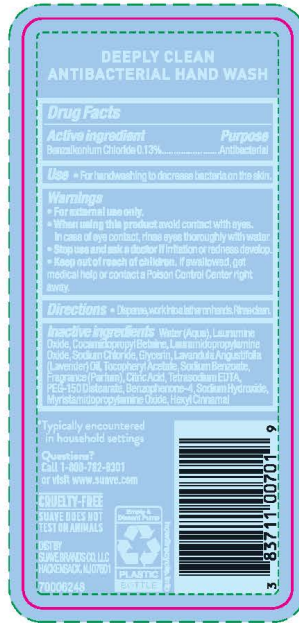 DEEPLY CLEAN
ANTIBACTERIAL HAND WASH
Drug Facts
Active ingredient Purpose
Benzalkonium Chloride 0.13%.................... Antibacterial
Use • For handwashing to decrease bacteria on the skin.
Warnings
• For external use only.
• When using this product avoid contact with eyes.
In case of eye contact, rinse eyes thoroughly with water.
• Stop use and ask a doctor if irritation or redness develop.
• Keep out of reach of children. If swallowed, get
medical help or contact a Poison Control Center right
away.
Directions • Dispense, work into a lather on hands. Rinse clean.
Inactive ingredients Water (Aqua), Lauramine
Oxide, Cocamidopropyl Betaine, Lauramidopropylamine
Oxide, Sodium Chloride, Glycerin, Lavandula Angustifolia
(Lavender) Oil, Tocopheryl Acetate, Sodium Benzoate,
Fragrance (Parfum), Citric Acid, Tetrasodium EDTA,
PEG-150 Distearate, Benzophenone-4, Sodium Hydroxide,
Myristamidopropylamine Oxide, Hexyl Cinnamal
*Typically encountered
in household settings
Questions?
Call 1-800-782-8301
or visit www.suave.com
CRUELTY-FREE
SUAVE DOES NOT
TEST ON ANIMALS
DIST BY
SUAVE BRANDS CO, LLC
HACKENSACK, NJ 07601
70006248
Empty &
Discard Pump
PLASTIC
BOTTLE
3 83711 00701 9